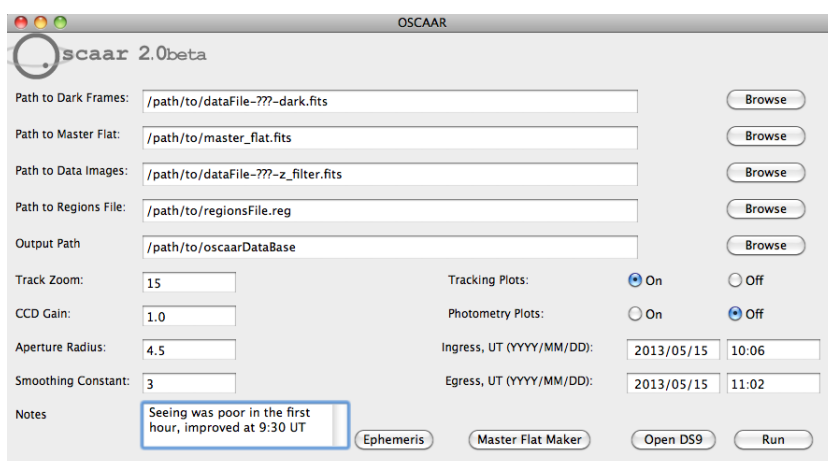 OSCAAR
Oscaar 2.0beta
Path to Dark Frames: /path/to/dataFile-???-dark.fits Browse
Path to Master Flat: /path/to/master_flat.fits Browse
Path to Data Images: /path/to/dataFile-???-z_filter.fits Browse
Path to Regions File: /path/to/regionsFile.reg Browse
Output Path /path/to/oscaarDataBase Browse
Track Zoom: 15 Tracking Plots: On Off
CCD Gain: 1.0 Photometry Plots: On Off
Aperture Radius: 4.5 Ingress, UT (YYYY/MM/DD): 2013/05/15 10:06
Smoothing Constant: 3 Egress, UT (YYYY/MM/DD): 2013/05/15 11:02
Notes Seeing was poor in the first
hour, improved at 9:30 UT
Ephemeris Master Flat Maker Open DS9 Run